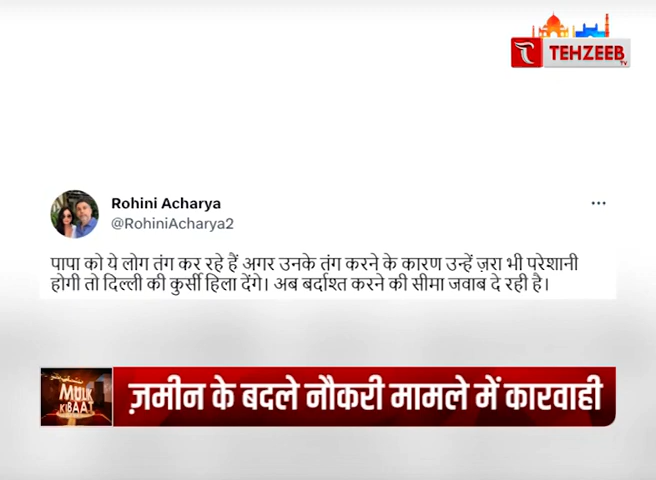 TEHZEEB
TV
Rohini Acharya
@RohiniAcharya2
पापा को ये लोग तंग कर रहे हैं अगर उनके तंग करने के कारण उन्हें ज़रा भी परेशानी
होगी तो दिल्ली की कुर्सी हिला देंगे। अब बर्दाश्त करने की सीमा जवाब दे रही है।
MULK
KI BAAT
ज़मीन के बदले नौकरी मामले में कारवाही